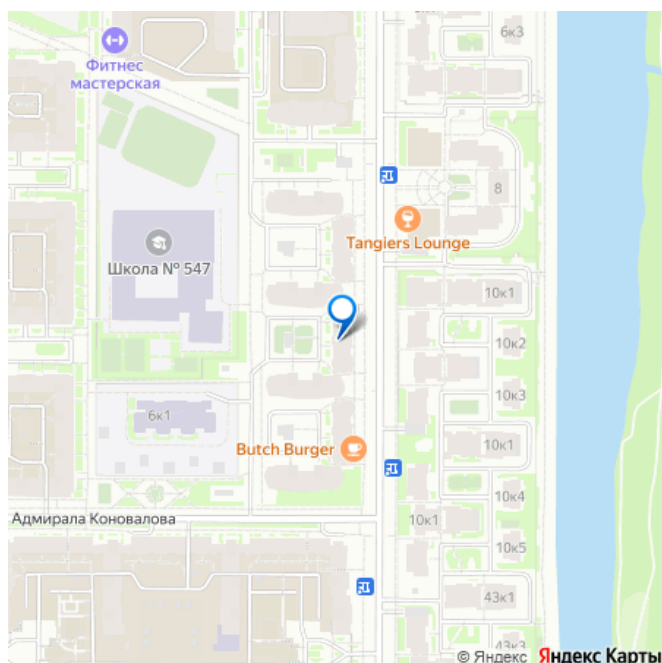 6к3
Фитнес
мастерская
8
Tangiers Lounge
Школа № 547
10к1
10к2
10к3
6к1
10к1
Butch Burger
10к4
Адмирала Коновалова
10к1
10к5
43к1
43к3
© Яндекс Яндекс Карты